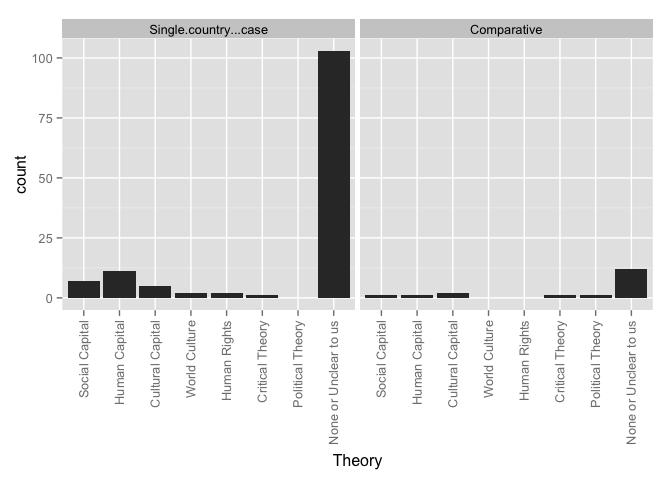 Single.country...case
Comparative
100
75
50
25
0
count
Social Capital
Human Capital
Cultural Capital
World Culture
Human Rights
Critical Theory
Political Theory
None or Unclear to us
Social Capital
Human Capital
Cultural Capital
World Culture
Human Rights
Critical Theory
Political Theory
None or Unclear to us
Theory